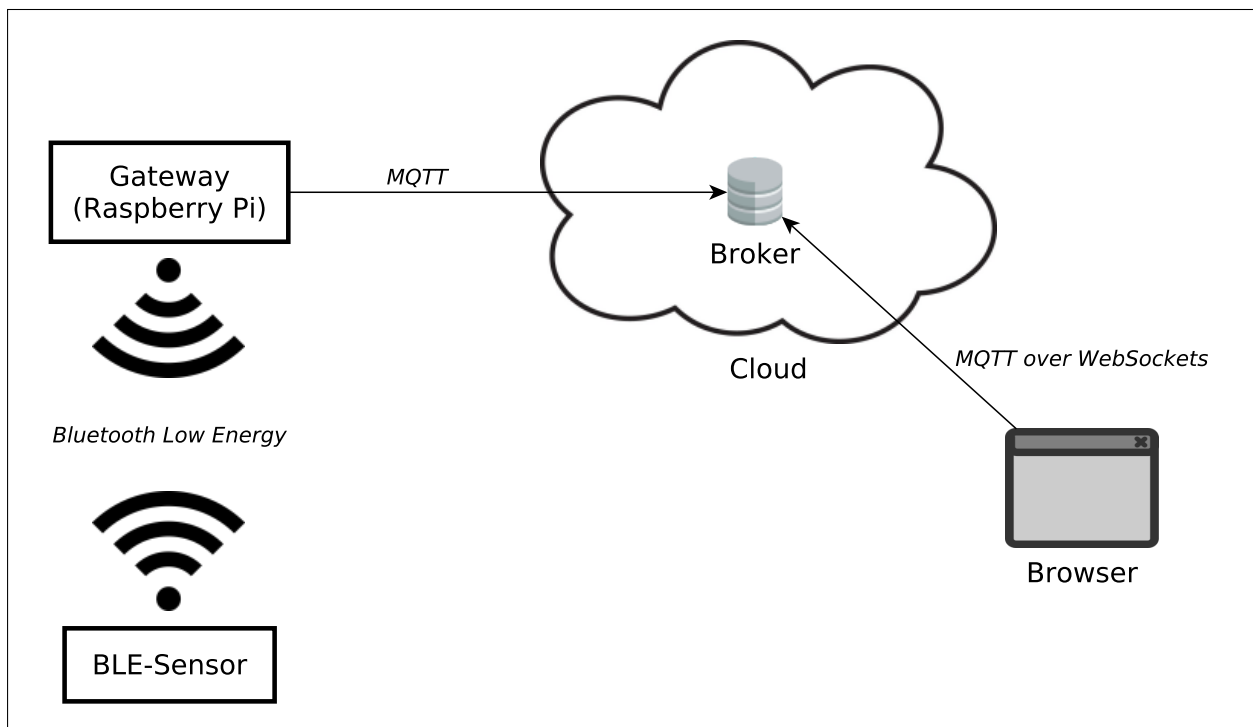 Gateway
(Raspberry Pi)
MQTT
Broker
Cloud
MQTT over WebSockets
Bluetooth Low Energy
Browser
BLE-Sensor